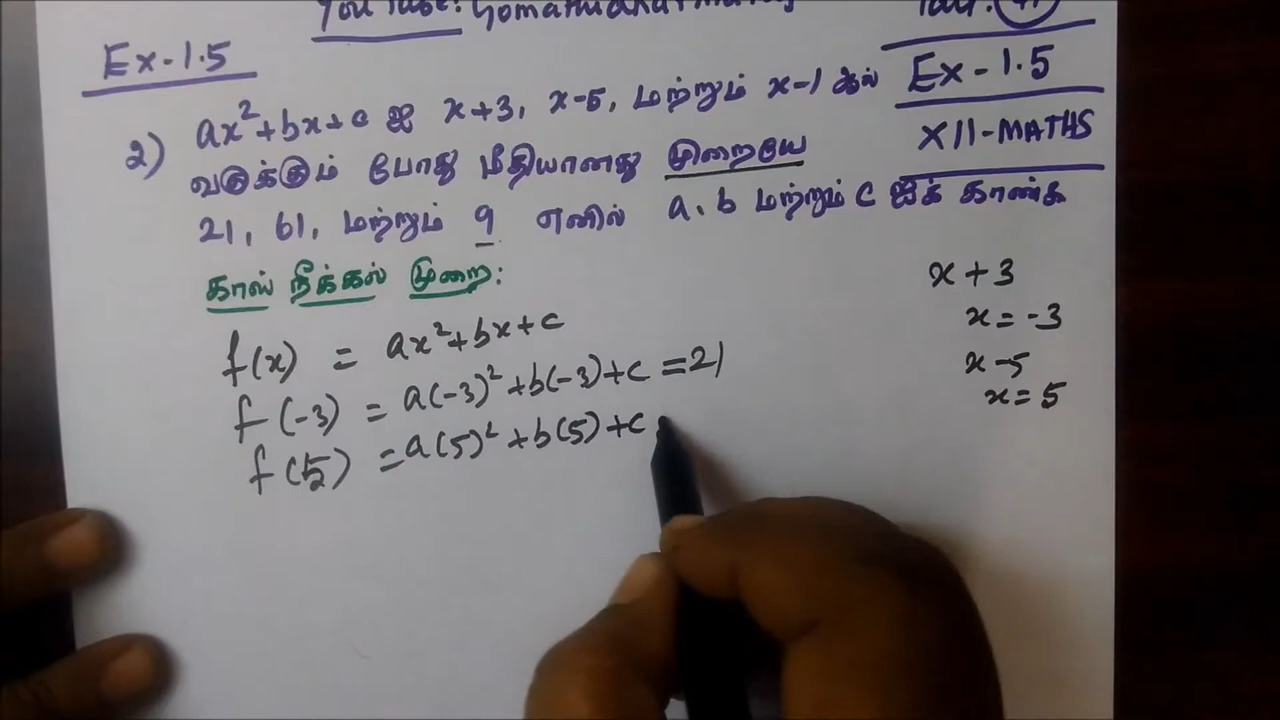 You Tube:
Ex-1.5
Ex - 1.5
XII-MATHS
2) ax²+bx+c ஐ x+3, x-5, மற்றும் x-1 ஆல்
வகுக்கும் போது மீதியானது முறையே
21, 61, மற்றும் 9 எனில் a, b மற்றும் c ஐக் காண்க
காஸ் நீக்கல் முறை:
f(x) = ax²+bx+c
f(-3) = a(-3)²+b(-3)+c =21
f(5) =a(5)²+b(5)+c
x+3
x=-3
x-5
x=5